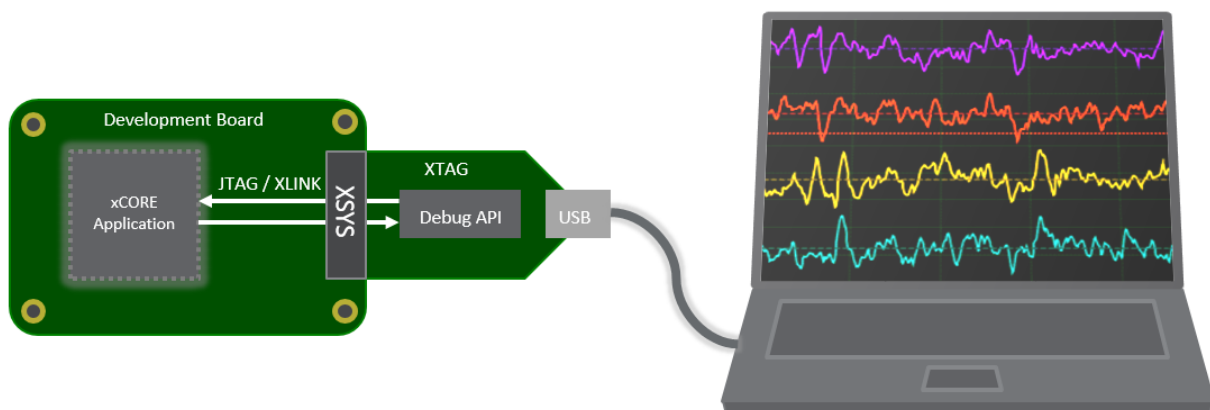 Development Board
xCORE
Application
JTAG / XLINK
XSYS
XTAG
Debug API
USB